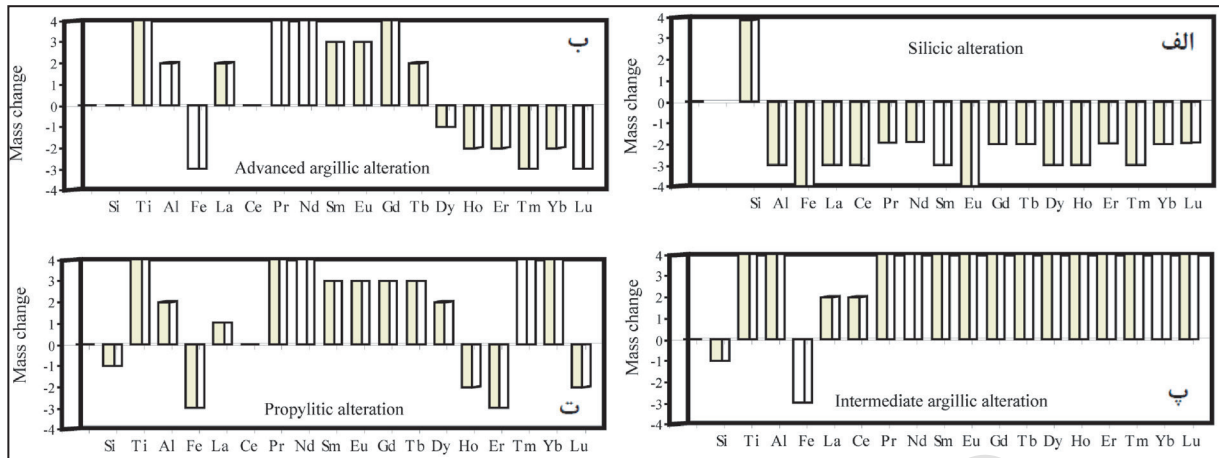 ب
4
3
2
1
0
-1
-2
-3
-4
Mass change
Advanced argillic alteration
Si Ti Al Fe La Ce Pr Nd Sm Eu Gd Tb Dy Ho Er Tm Yb Lu
الف
4
3
2
1
0
-1
-2
-3
-4
Mass change
Silicic alteration
Si Al Fe La Ce Pr Nd Sm Eu Gd Tb Dy Ho Er Tm Yb Lu
4
3
2
1
0
-1
-2
-3
-4
Mass change
Propylitic alteration
ت
Si Ti Al Fe La Ce Pr Nd Sm Eu Gd Tb Dy Ho Er Tm Yb Lu
4
3
2
1
0
-1
-2
-3
-4
Mass change
پ
Intermediate argillic alteration
Si Ti Al Fe La Ce Pr Nd Sm Eu Gd Tb Dy Ho Er Tm Yb Lu